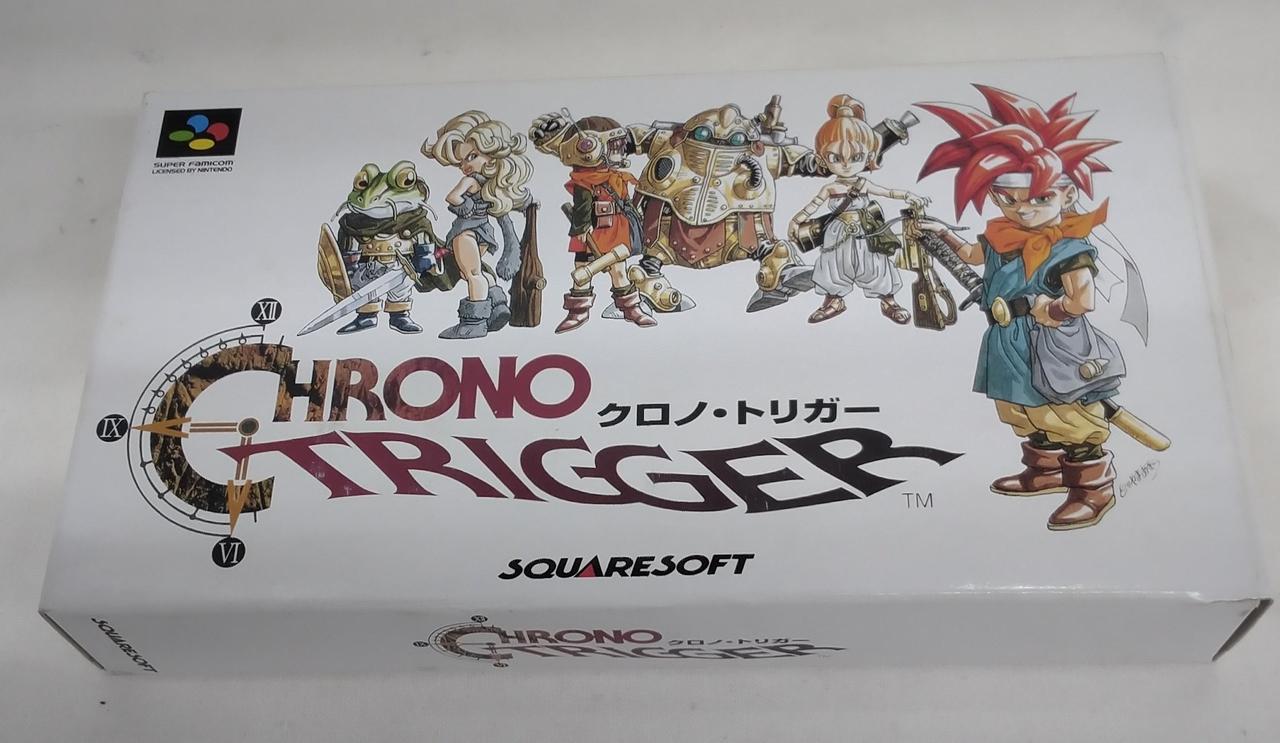 SUPER FAMICOM
LICENSED BY NINTENDO
XII
IX
VI
CHRONO
クロノ・トリガー
TRIGGER
TM
SQUARESOFT
SQUARESOFT
CHRONO
クロノ・トリガー
TRIGGER